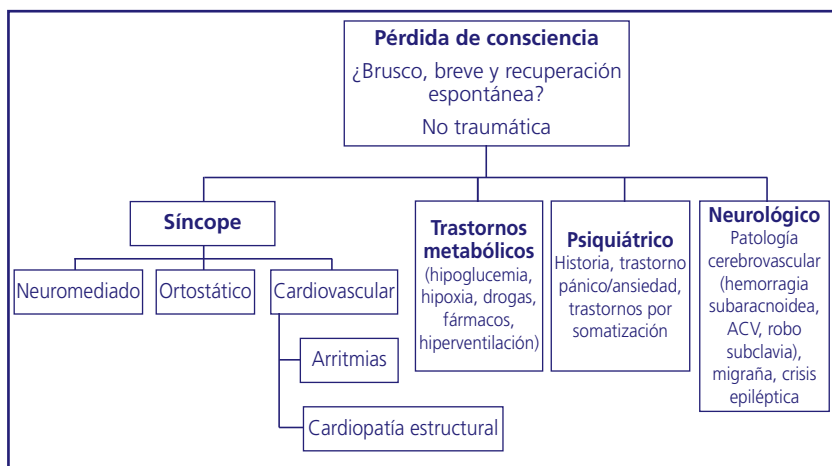 Pérdida de consciencia
¿Brusco, breve y recuperación
espontánea?
No traumática
Síncope
Neuromediado
Ortostático
Cardiovascular
Arritmias
Cardiopatía estructural
Trastornos
metabólicos
(hipoglucemia,
hipoxia, drogas,
fármacos,
hiperventilación)
Psiquiátrico
Historia, trastorno
pánico/ansiedad,
trastornos por
somatización
Neurológico
Patología
cerebrovascular
(hemorragia
subaracnoidea,
ACV, robo
subclavia),
migraña, crisis
epiléptica